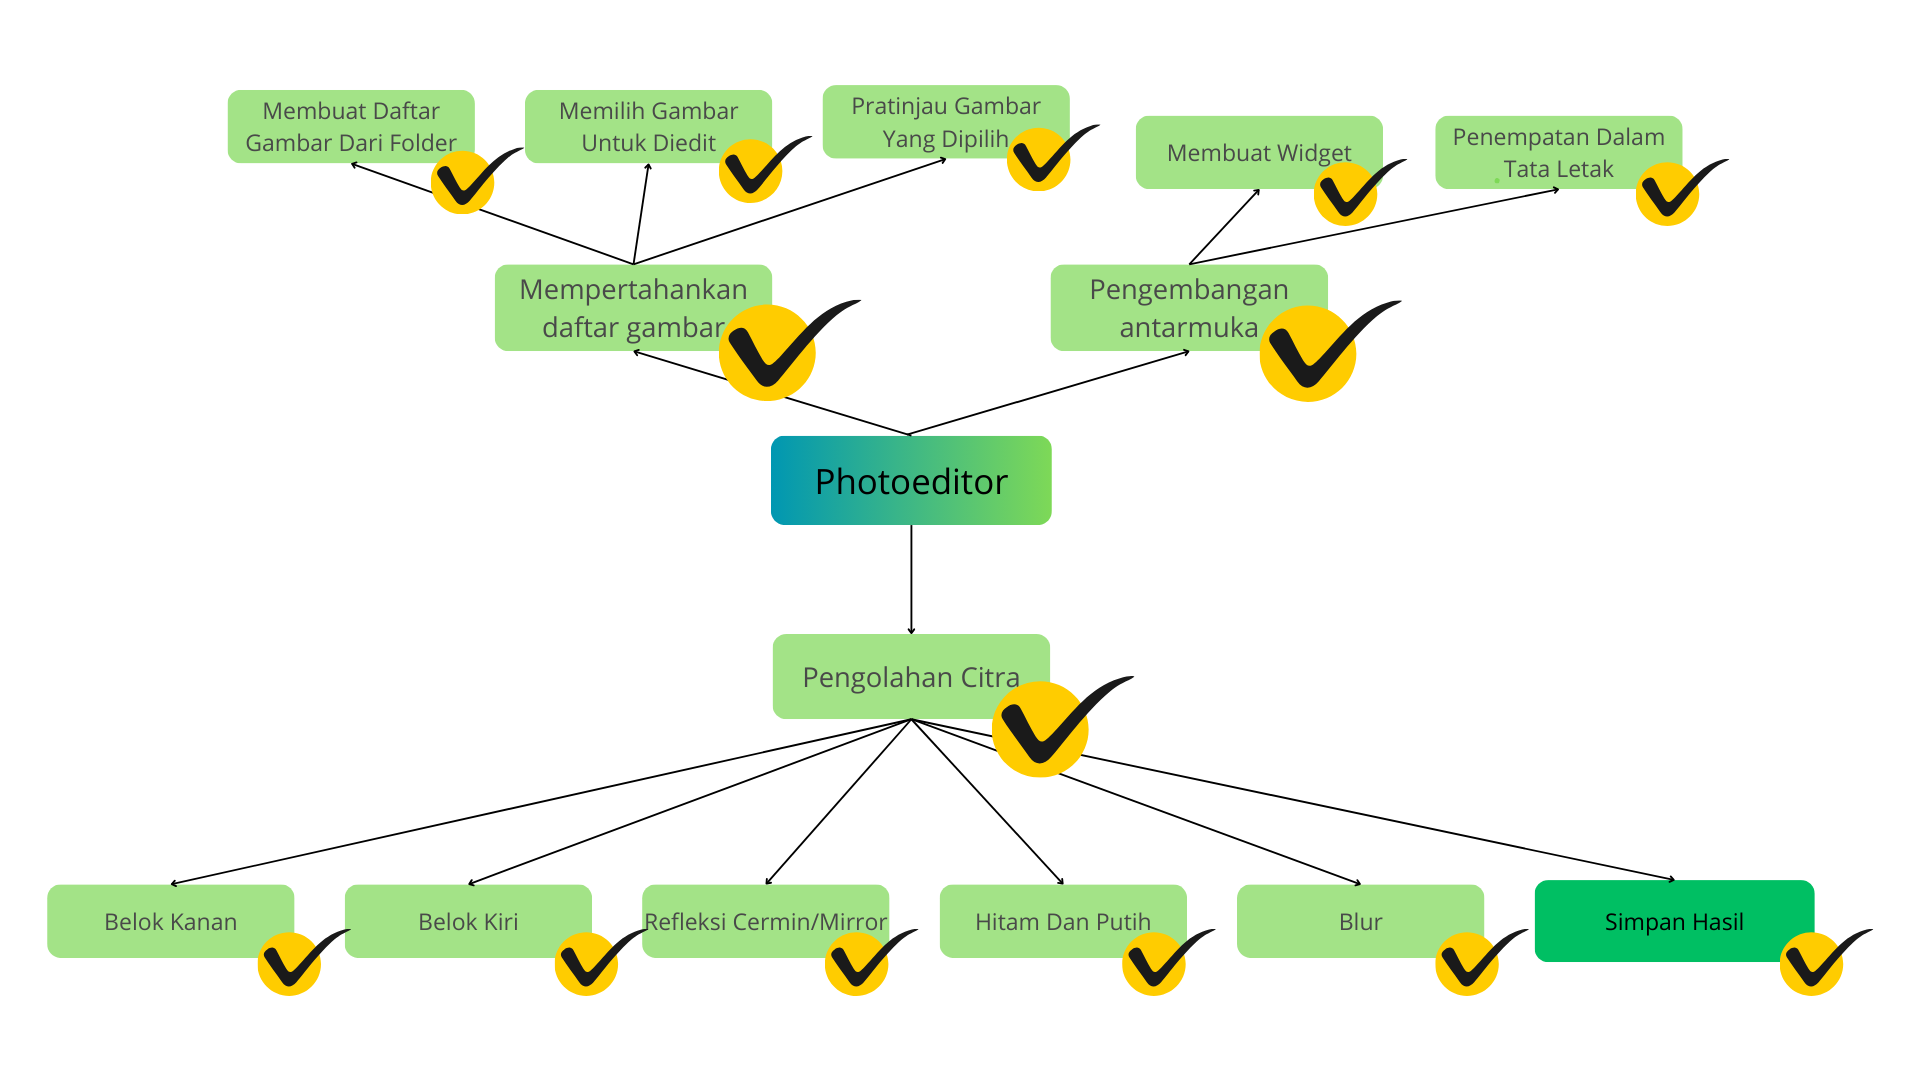 Membuat Daftar
Gambar Dari Folder
Memilih Gambar
Untuk Diedit
Pratinjau Gambar
Yang Dipilih
Membuat Widget
Penempatan Dalam
Tata Letak
Mempertahankan
daftar gambar
Pengembangan
antarmuka
Photoeditor
Pengolahan Citra
Belok Kanan
Belok Kiri
Refleksi Cermin/Mirror
Hitam Dan Putih
Blur
Simpan Hasil